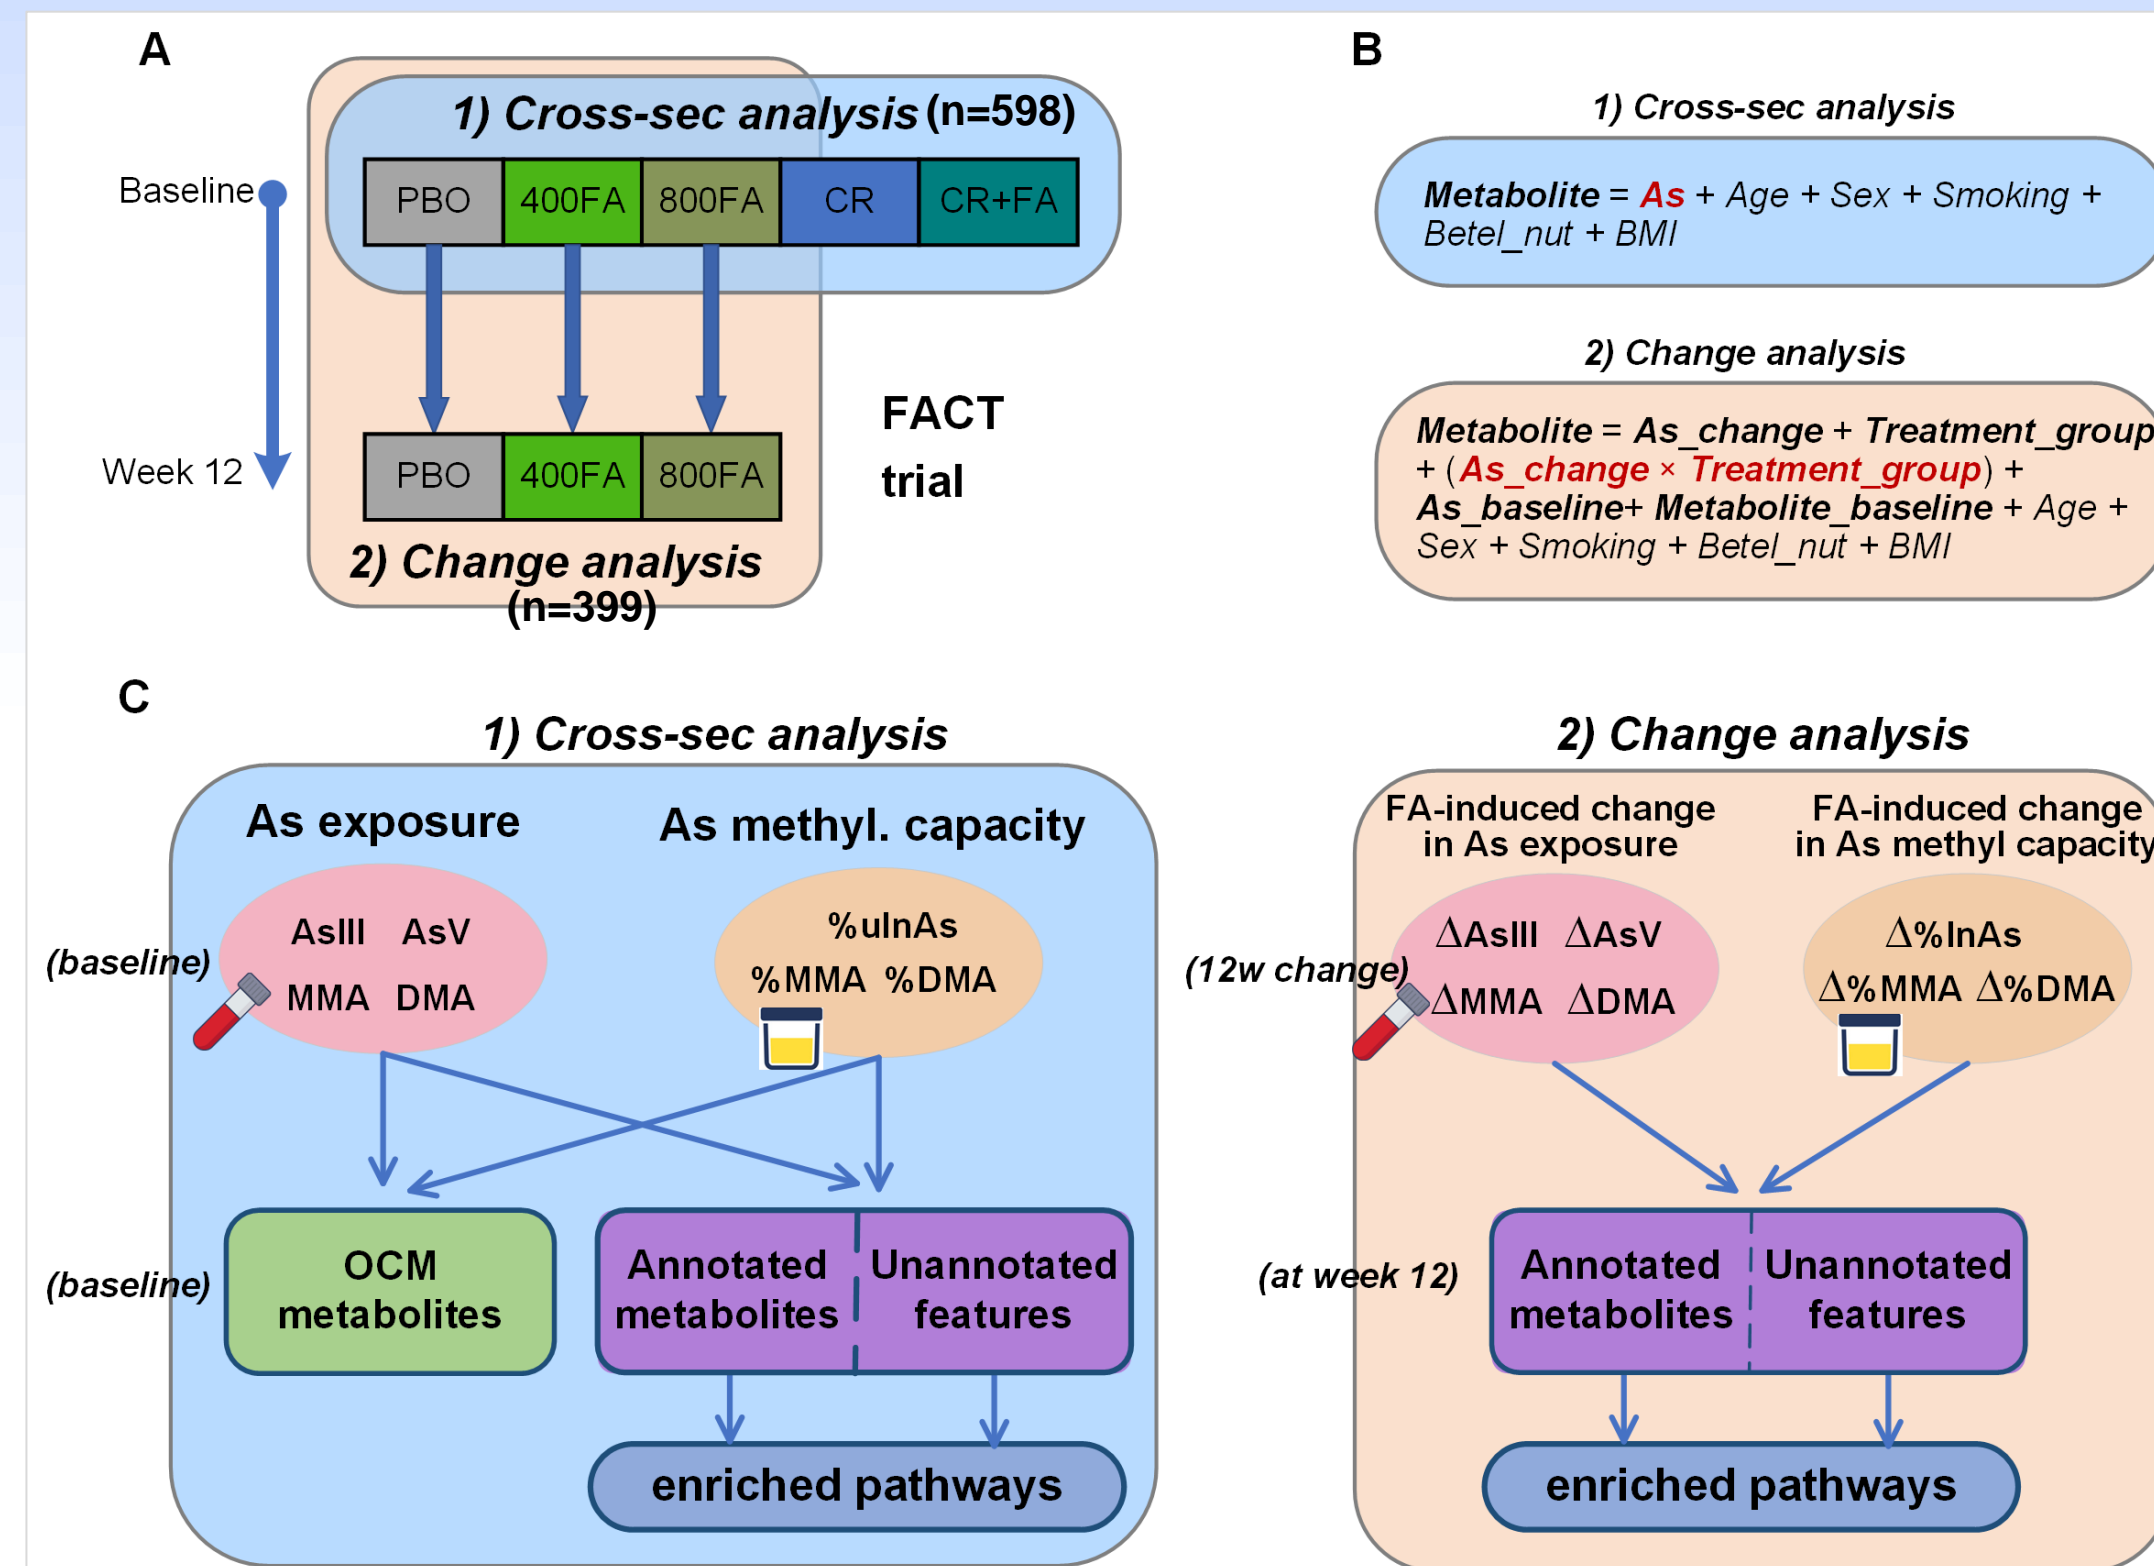 A
1) Cross-sec analysis (n=598)
Baseline
PBO 400FA 800FA CR CR+FA
Week 12
PBO 400FA 800FA
FACT
trial
2) Change analysis
(n=399)
B
1) Cross-sec analysis
Metabolite = As + Age + Sex + Smoking +
Betel_nut + BMI
2) Change analysis
Metabolite = As_change + Treatment_group
+ (As_change × Treatment_group) +
As_baseline+ Metabolite_baseline + Age +
Sex + Smoking + Betel_nut + BMI
C
1) Cross-sec analysis
As exposure
As methyl. capacity
(baseline)
AsIII AsV
MMA DMA
%uInAs
%MMA %DMA
(baseline)
OCM
metabolites
Annotated
metabolites
Unannotated
features
enriched pathways
2) Change analysis
FA-induced change
in As exposure
FA-induced change
in As methyl capacity
(12w change)
ΔAsIII ΔAsV
ΔMMA ΔDMA
Δ%InAs
Δ%MMA Δ%DMA
(at week 12)
Annotated
metabolites
Unannotated
features
enriched pathways